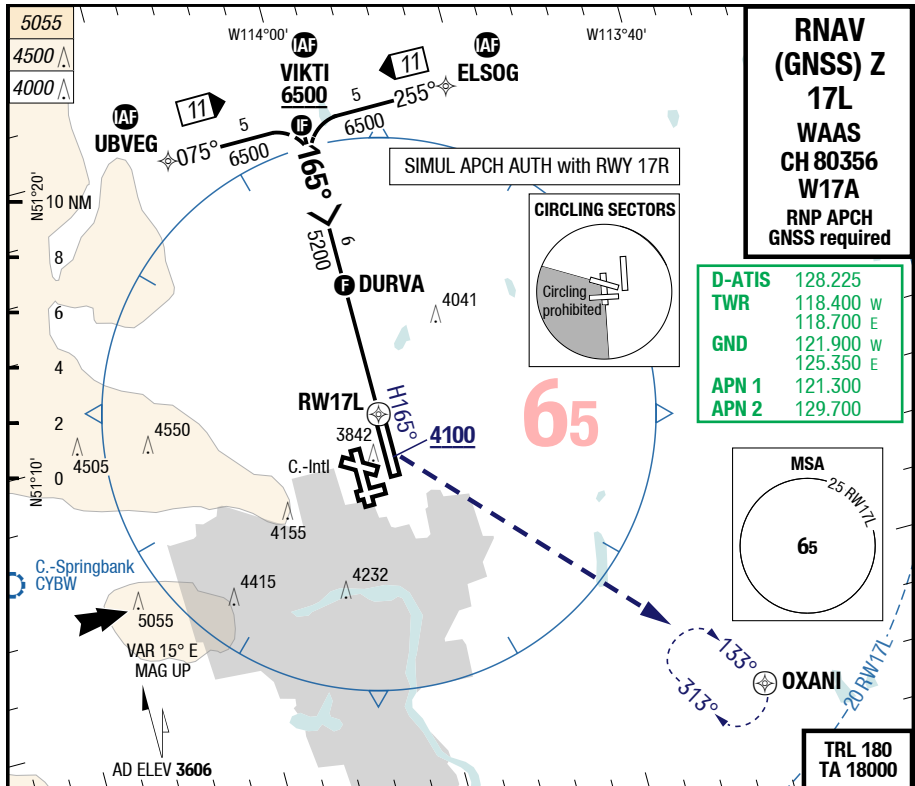 5055
4500
4000
W114°00'
W113°40'
RNAV
(GNSS) Z
17L
WAAS
CH 80356
W17A
RNP APCH
GNSS required
IAF
VIKTI
6500
IF
IAF
ELSOG
11
255°
5
6500
IAF
UBVEG
11
075°
5
6500
165°
SIMUL APCH AUTH with RWY 17R
N51°20'
10 NM
8
6
4
2
0
N51°10'
6
5200
F DURVA
4041
CIRCLING SECTORS
Circling
prohibited
D-ATIS 128.225
TWR 118.400 W
118.700 E
GND 121.900 W
125.350 E
APN 1 121.300
APN 2 129.700
RW17L
H165°
4100
65
3842
C.-Intl
4550
4505
4155
MSA
25 RW17L
65
C.-Springbank
CYBW
4415
4232
5055
VAR 15° E
MAG UP
133°
313°
OXANI
20 RW17L
AD ELEV 3606
TRL 180
TA 18000